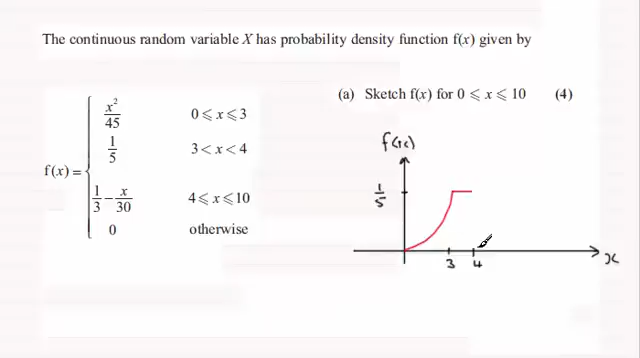 The continuous random variable X has probability density function f(x) given by
(a) Sketch f(x) for 0 ⩽ x ⩽ 10 (4)
f(x) =
x²/45 0 ⩽ x ⩽ 3
1/5 3 < x < 4
1/3 − x/30 4 ⩽ x ⩽ 10
0 otherwise
f(x)
1/5
3 4 x